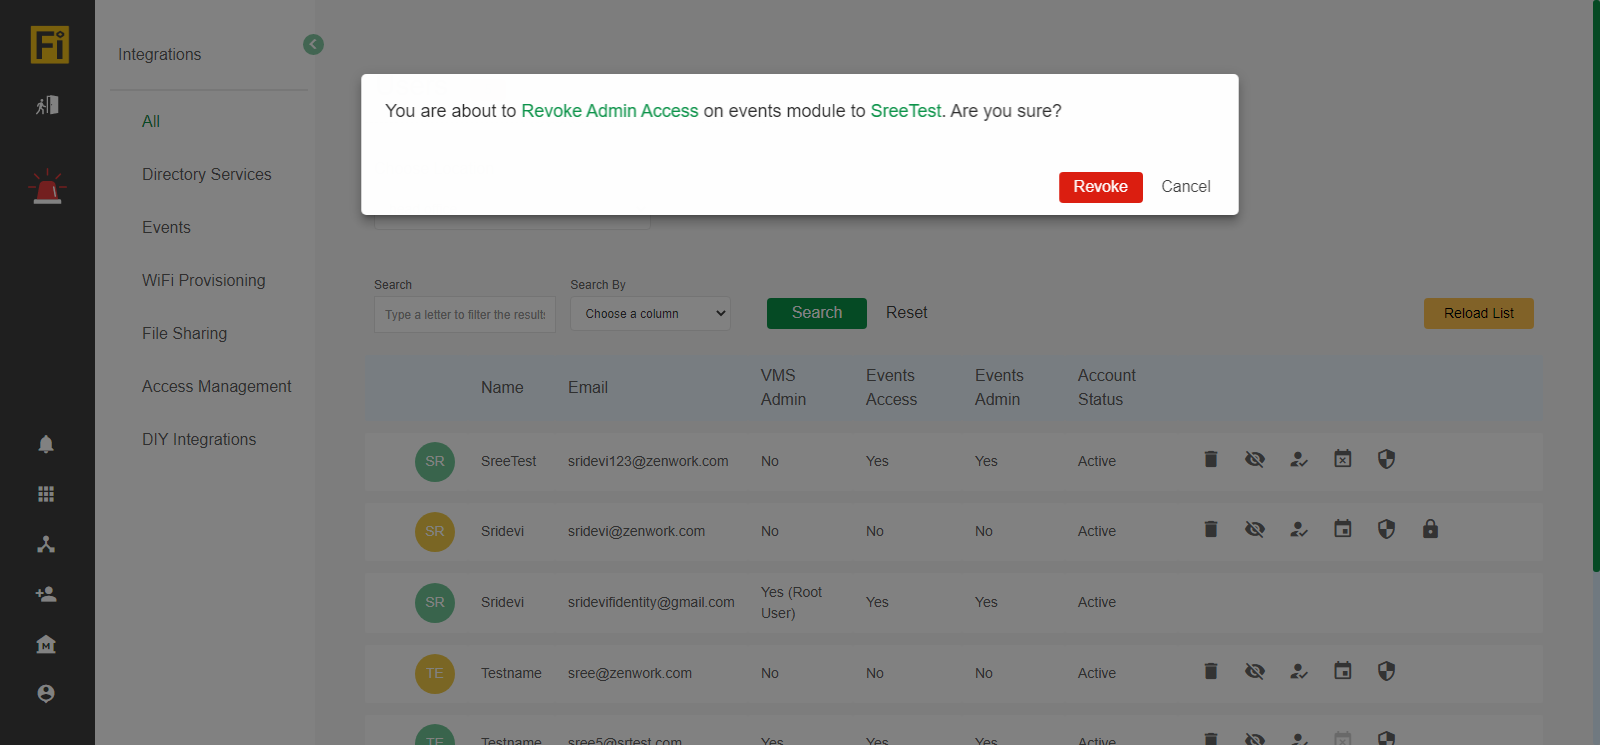 Fi
Integrations
All
Directory Services
Events
WiFi Provisioning
File Sharing
Access Management
DIY Integrations
You are about to Revoke Admin Access on events module to SreeTest. Are you sure?
Revoke Cancel
Search Search By
Type a letter to filter the results Choose a column Search Reset Reload List
Name Email VMS Admin Events Access Events Admin Account Status
SR SreeTest sridevi123@zenwork.com No Yes Yes Active
SR Sridevi sridevi@zenwork.com No No No Active
SR Sridevi sridevifidentity@gmail.com Yes (Root User) Yes Yes Active
TE Testname sree@zenwork.com No No No Active
TE Testname sree5@srtest.com Yes Yes Yes Active
M